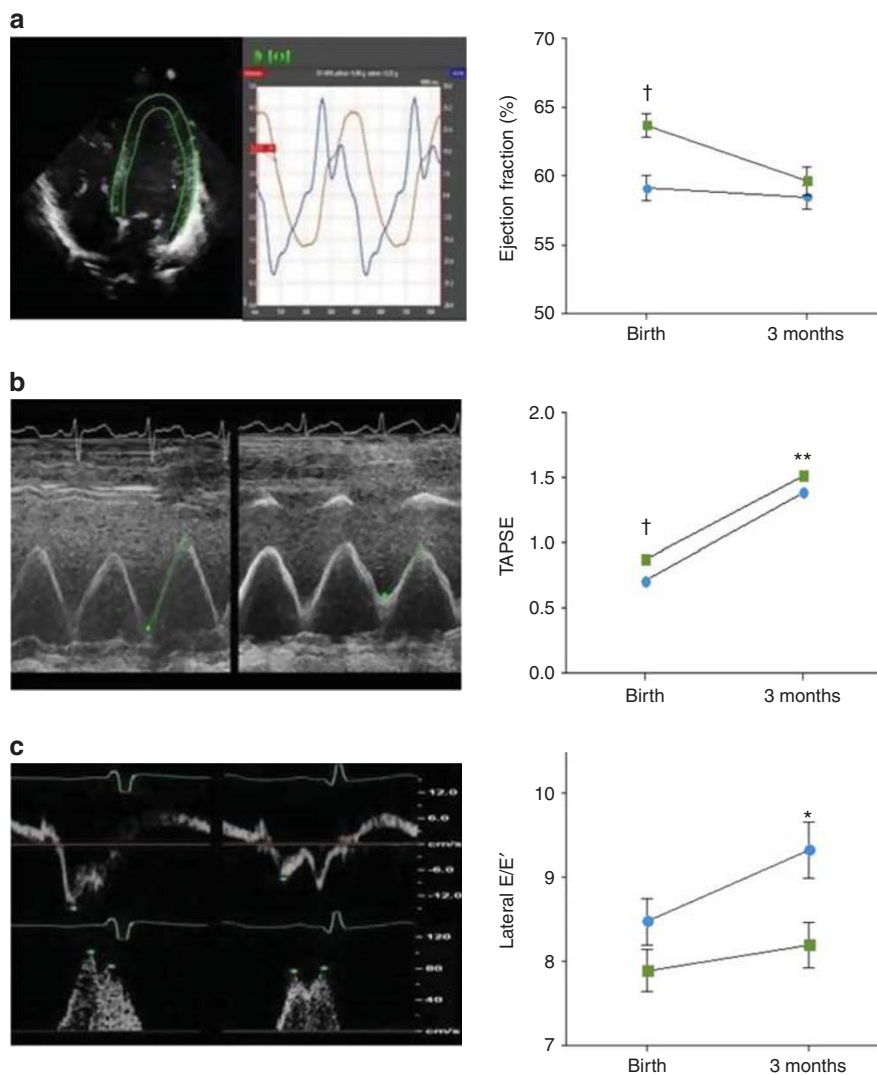 a
70
65
60
55
50
Ejection fraction (%)
†
Birth
3 months
b
2.0
1.5
1.0
0.5
0.0
TAPSE
†
**
Birth
3 months
c
12.0
6.0
cm/s
-6.0
-12.0
120
80
40
cm/s
10
9
8
7
Lateral E/E′
*
Birth
3 months